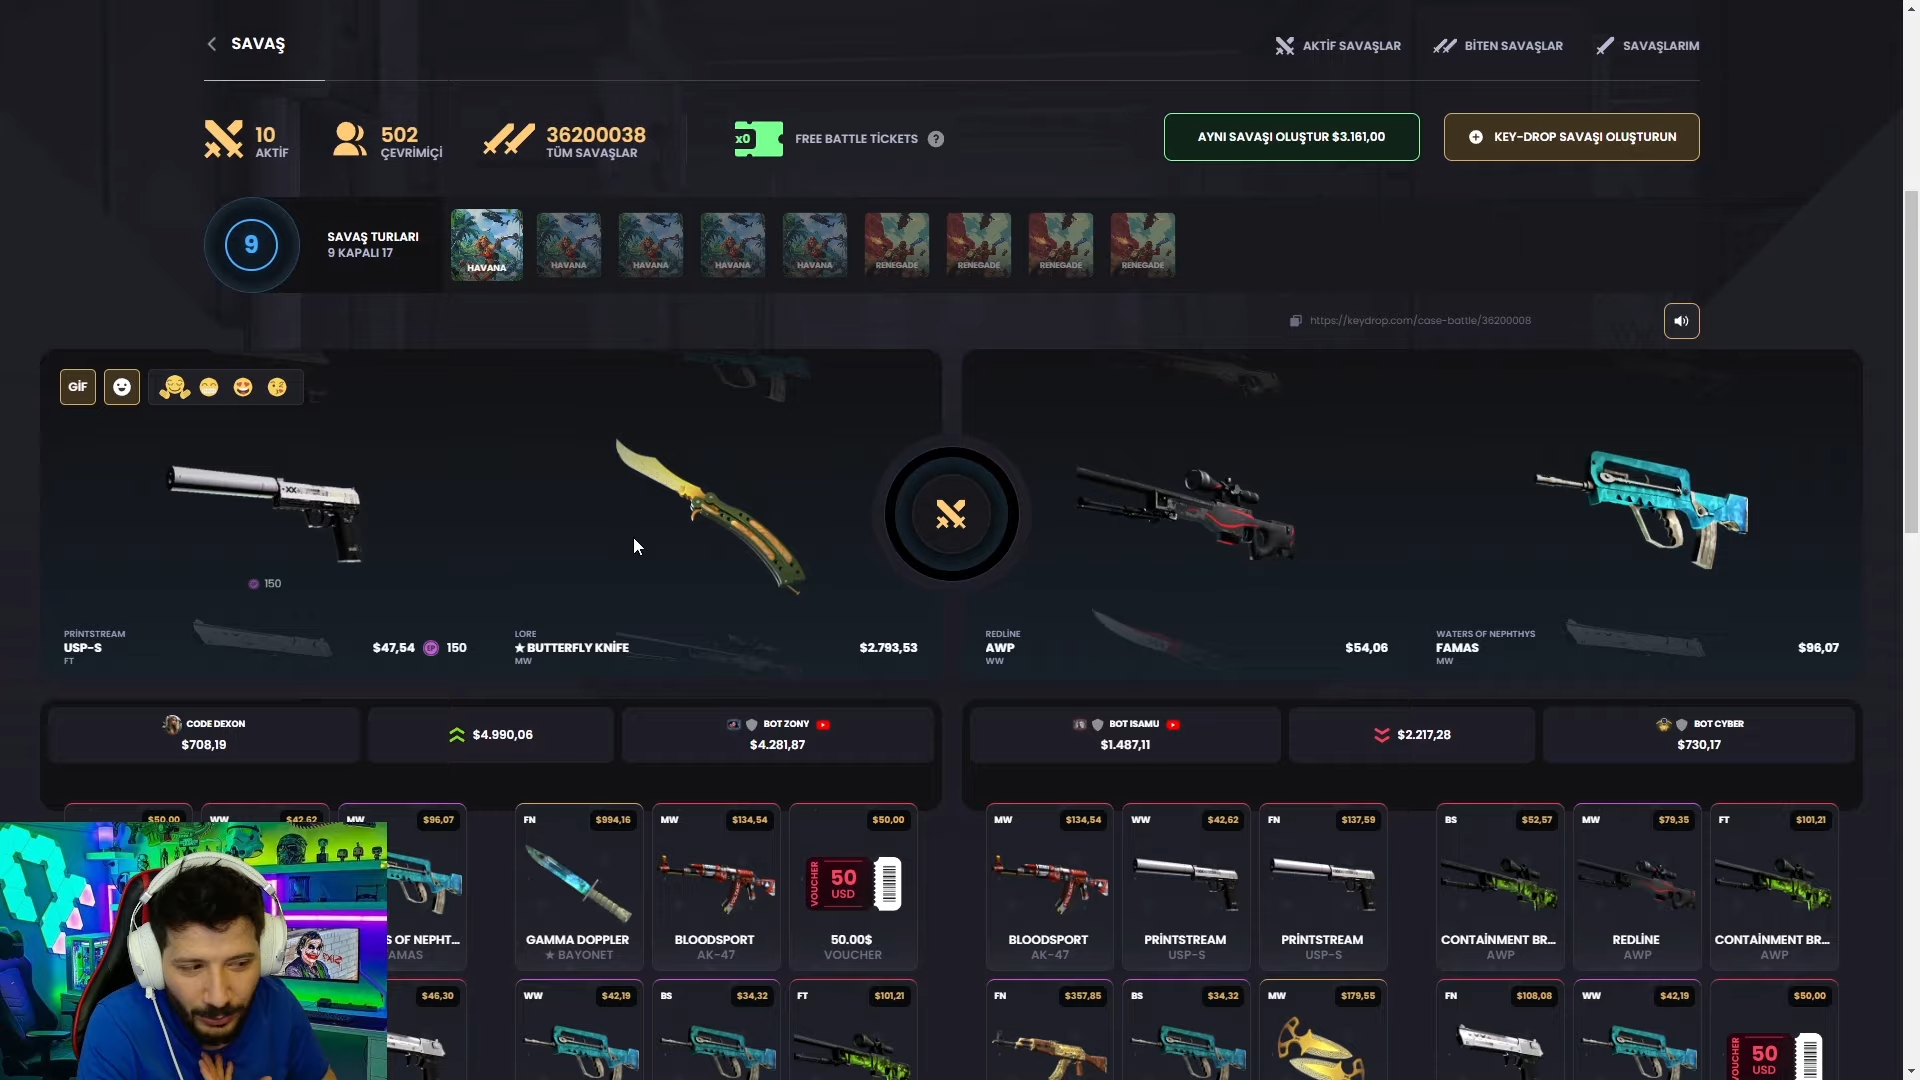 SAVAŞ
AKTİF SAVAŞLAR
BİTEN SAVAŞLAR
SAVAŞLARIM
10
AKTİF
502
ÇEVRİMİÇİ
36200038
TÜM SAVAŞLAR
x0
FREE BATTLE TİCKETS ?
AYNI SAVAŞI OLUŞTUR $3.161,00
KEY-DROP SAVAŞI OLUŞTURUN
9
SAVAŞ TURLARI
9 KAPALI 17
HAVANA
HAVANA
HAVANA
HAVANA
HAVANA
RENEGADE
RENEGADE
RENEGADE
RENEGADE
https://keydrop.com/case-battle/36200008
GİF
150
PRİNTSTREAM
USP-S
FT
$47,54
150
LORE
★ BUTTERFLY KNİFE
MW
$2.793,53
REDLİNE
AWP
WW
$54,06
WATERS OF NEPHTHYS
FAMAS
MW
$96,07
CODE DEXON
$708,19
$4.990,06
BOT ZONY
$4.281,87
BOT ISAMU
$1.487,11
$2.217,28
BOT CYBER
$730,17
$50,00
WW
$42,62
MW
$96,07
S OF NEPHT...
AMAS
FN
$994,16
GAMMA DOPPLER
★ BAYONET
MW
$134,54
BLOODSPORT
AK-47
$50,00
VOUCHER
50
USD
50.00$
VOUCHER
MW
$134,54
BLOODSPORT
AK-47
WW
$42,62
PRİNTSTREAM
USP-S
FN
$137,59
PRİNTSTREAM
USP-S
BS
$52,57
CONTAİNMENT BR...
AWP
MW
$79,35
REDLİNE
AWP
FT
$101,21
CONTAİNMENT BR...
AWP
$46,30
WW
$42,19
BS
$34,32
FT
$101,21
FN
$357,85
BS
$34,32
MW
$179,55
FN
$108,08
WW
$42,19
$50,00
VOUCHER
50
USD